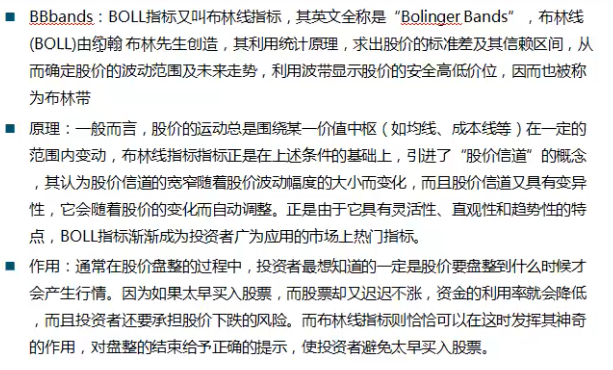 BBbands：BOLL指标又叫布林线指标，其英文全称是“Bolinger Bands”，布林线
(BOLL)由约翰 布林先生创造，其利用统计原理，求出股价的标准差及其信赖区间，从
而确定股价的波动范围及未来走势，利用波带显示股价的安全高低价位，因而也被称
为布林带
原理：一般而言，股价的运动总是围绕某一价值中枢（如均线、成本线等）在一定的
范围内变动，布林线指标指标正是在上述条件的基础上，引进了“股价信道”的概念
，其认为股价信道的宽窄随着股价波动幅度的大小而变化，而且股价信道又具有变异
性，它会随着股价的变化而自动调整。正是由于它具有灵活性、直观性和趋势性的特
点，BOLL指标渐渐成为投资者广为应用的市场上热门指标。
作用：通常在股价盘整的过程中，投资者最想知道的一定是股价要盘整到什么时候才
会产生行情。因为如果太早买入股票，而股票却又迟迟不涨，资金的利用率就会降低
，而且投资者还要承担股价下跌的风险。而布林线指标则恰恰可以在这时发挥其神奇
的作用，对盘整的结束给予正确的提示，使投资者避免太早买入股票。